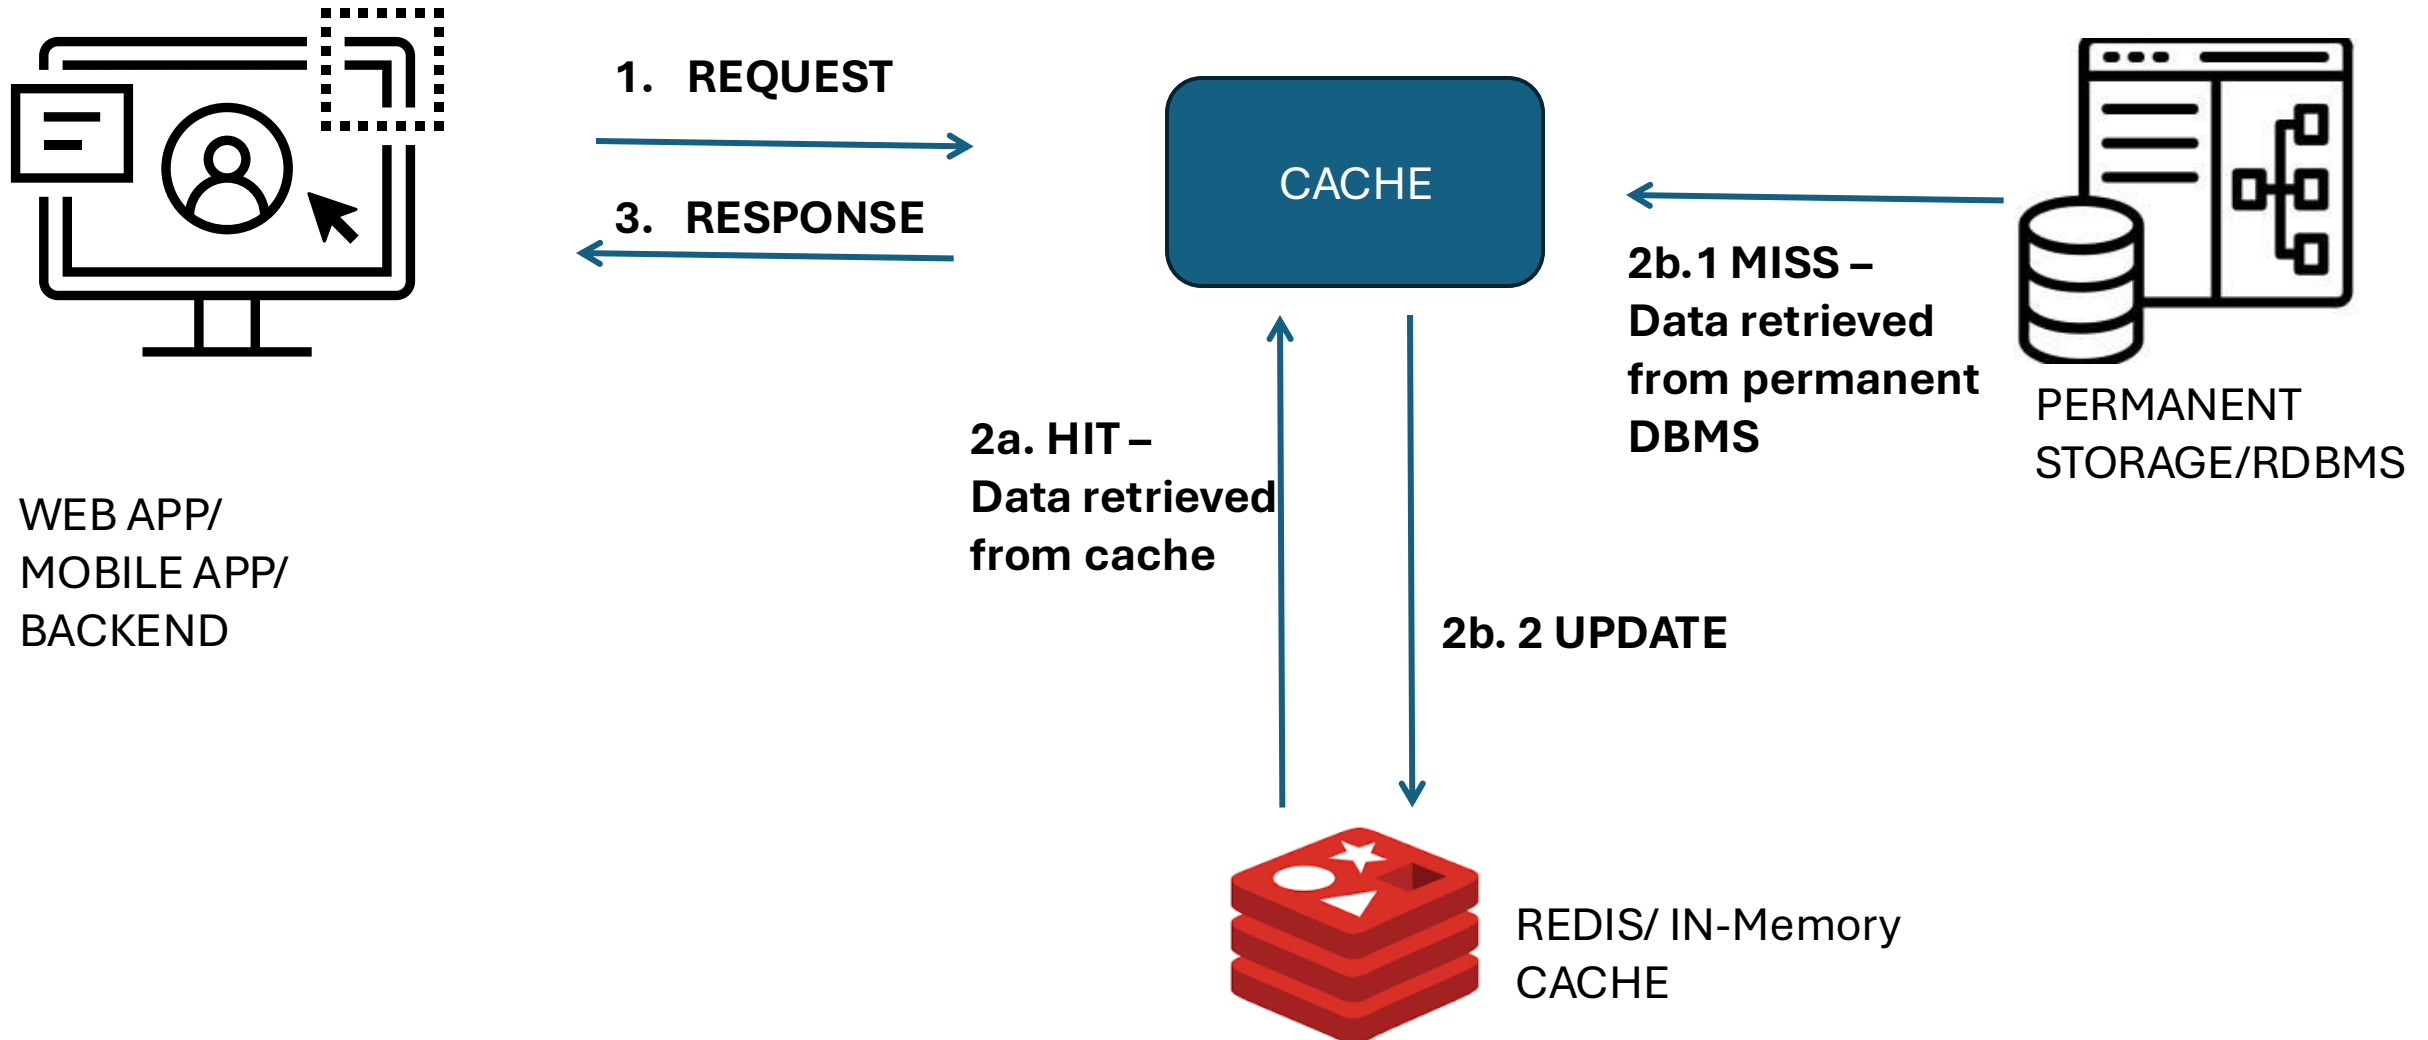 1. REQUEST
3. RESPONSE
CACHE
2b.1 MISS –
Data retrieved
from permanent
DBMS
PERMANENT
STORAGE/RDBMS
2a. HIT –
Data retrieved
from cache
WEB APP/
MOBILE APP/
BACKEND
2b. 2 UPDATE
REDIS/ IN-Memory
CACHE